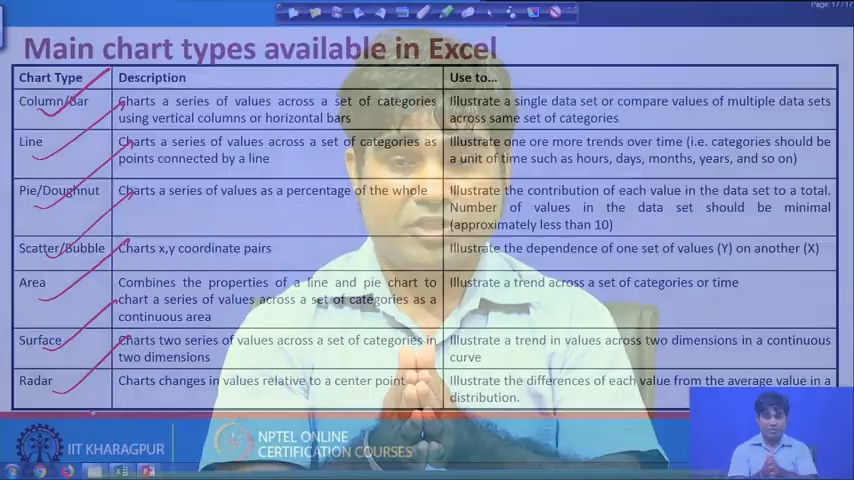 Page: 17 / 17
Main chart types available in Excel
Chart Type Description Use to...
Column/Bar Charts a series of values across a set of categories using vertical columns or horizontal bars Illustrate a single data set or compare values of multiple data sets across same set of categories
Line Charts a series of values across a set of categories as points connected by a line Illustrate one ore more trends over time (i.e. categories should be a unit of time such as hours, days, months, years, and so on)
Pie/Doughnut Charts a series of values as a percentage of the whole Illustrate the contribution of each value in the data set to a total. Number of values in the data set should be minimal (approximately less than 10)
Scatter/Bubble Charts x,y coordinate pairs Illustrate the dependence of one set of values (Y) on another (X)
Area Combines the properties of a line and pie chart to chart a series of values across a set of categories as a continuous area Illustrate a trend across a set of categories or time
Surface Charts two series of values across a set of categories in two dimensions Illustrate a trend in values across two dimensions in a continuous curve
Radar Charts changes in values relative to a center point Illustrate the differences of each value from the average value in a distribution.
IIT KHARAGPUR
NPTEL ONLINE
CERTIFICATION COURSES